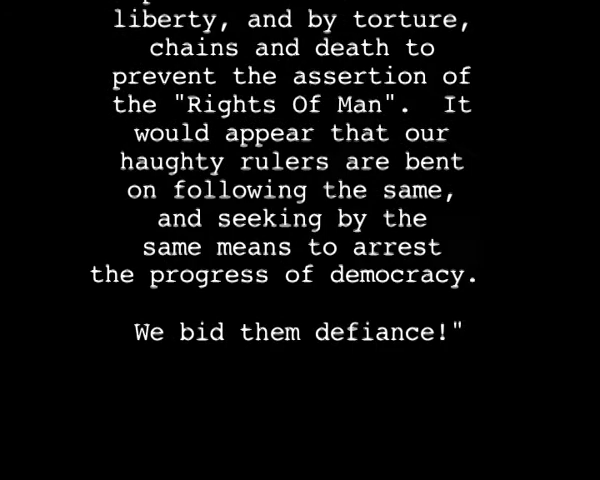 liberty, and by torture,
chains and death to
prevent the assertion of
the "Rights Of Man".  It
would appear that our
haughty rulers are bent
on following the same,
and seeking by the
same means to arrest
the progress of democracy.
We bid them defiance!"